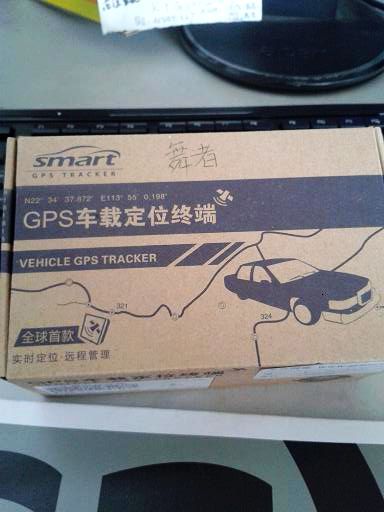 smart
GPS TRACKER
舞者
N22° 34' 37.872" E113° 55' 0.198"
GPS车载定位终端
VEHICLE GPS TRACKER
321
324
全球首款
实时定位·远程管理